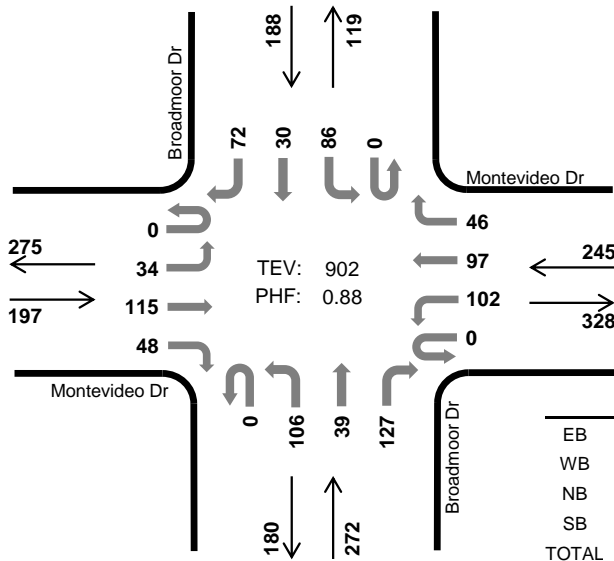 188
119
Broadmoor Dr
72
30
86
0
Montevideo Dr
0
46
275
245
34
TEV: 902
97
PHF: 0.88
197
115
102
328
48
0
Montevideo Dr
0
106
39
127
Broadmoor Dr
EB
WB
NB
180
272
SB
TOTAL